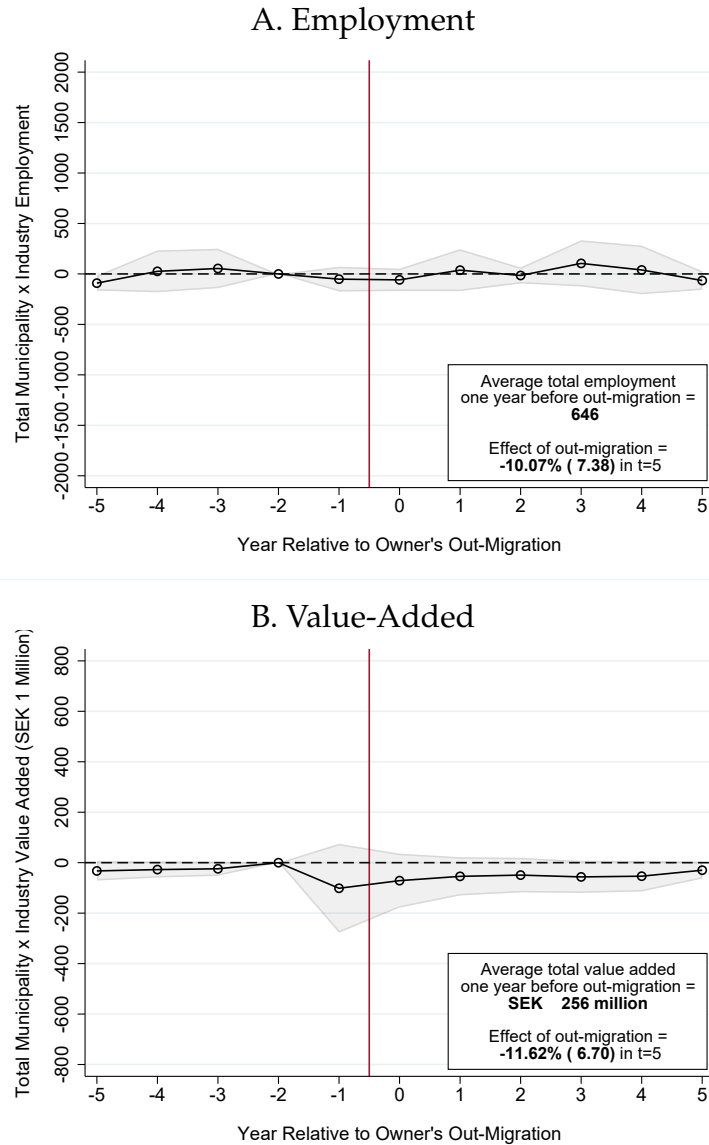 A. Employment
Total Municipality x Industry Employment
2000
1500
1000
500
0
-500
-1000
-1500
-2000
Average total employment
one year before out-migration =
646
Effect of out-migration =
-10.07% ( 7.38) in t=5
-5 -4 -3 -2 -1 0 1 2 3 4 5
Year Relative to Owner's Out-Migration
B. Value-Added
Total Municipality x Industry Value Added (SEK 1 Million)
800
600
400
200
0
-200
-400
-600
-800
Average total value added
one year before out-migration =
SEK 256 million
Effect of out-migration =
-11.62% ( 6.70) in t=5
-5 -4 -3 -2 -1 0 1 2 3 4 5
Year Relative to Owner's Out-Migration